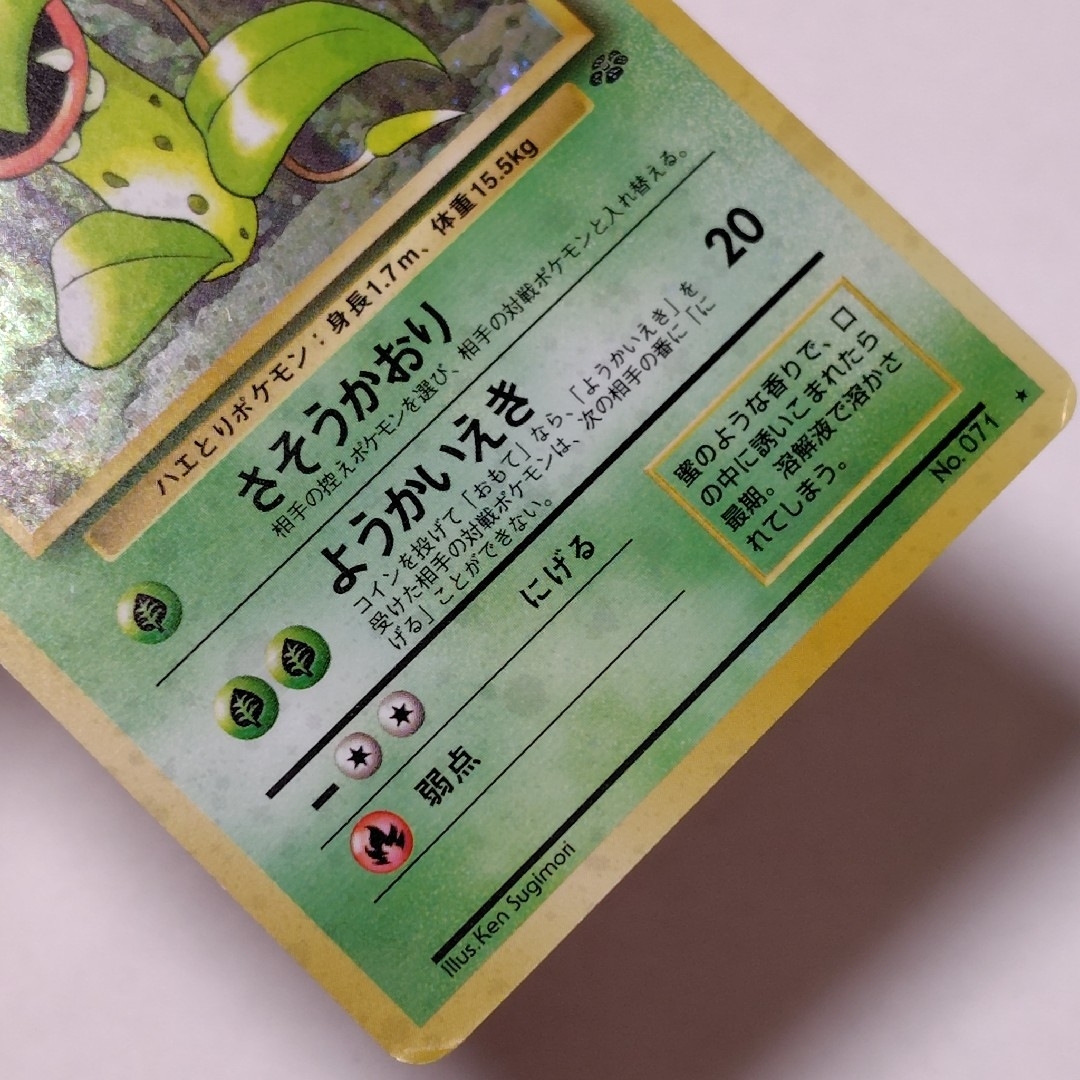 ハエとりポケモン：身長1.7m、体重15.5kg
さそうかおり
相手の控えポケモンを選び、相手の対戦ポケモンと入れ替える。
ようかいえき 20
コインを投げて「おもて」なら、「ようかいえき」を
受けた相手の対戦ポケモンは、次の相手の番に「に
げる」ことができない。
にげる
弱点
蜜のような香りで、口
の中に誘いこまれたら
最期。溶解液で溶かさ
れてしまう。
Illus.Ken Sugimori
No.071 ★